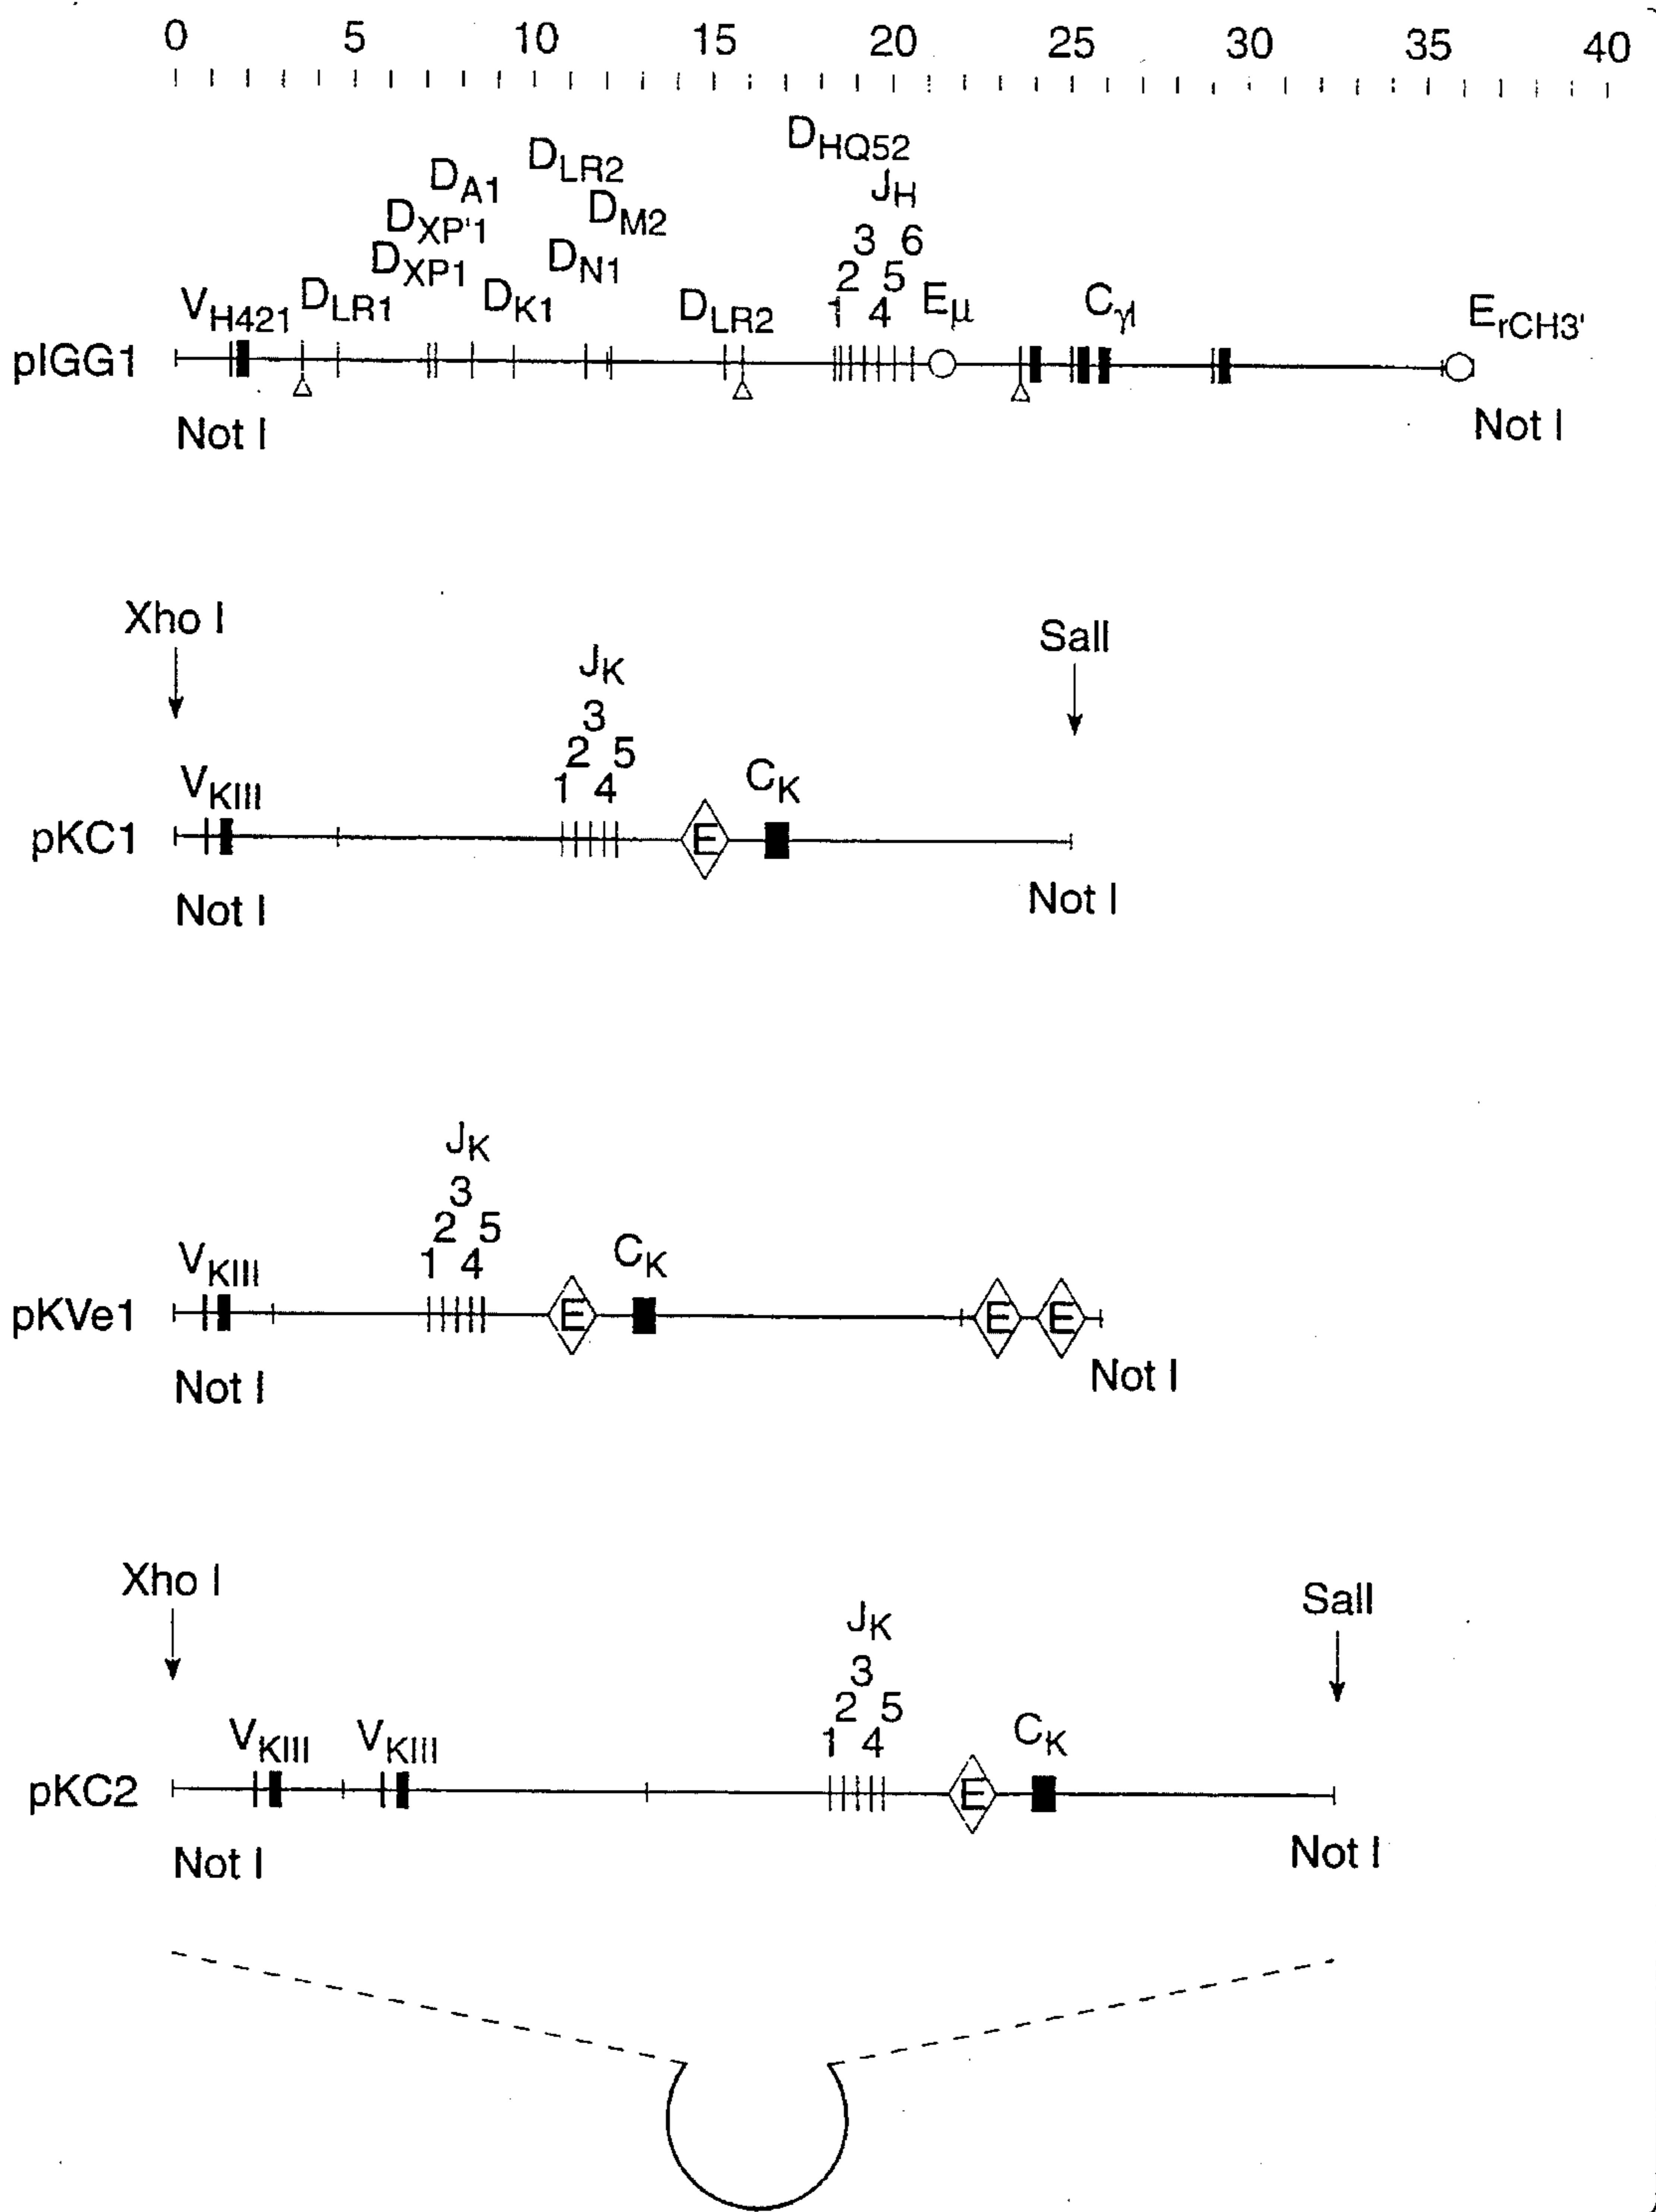 0 5 10 15 20 25 30 35 40
DHQ52
DLR2
DA1
JH
DM2
DXP'1
3 6
DXP1
DN1
2 5
VH421 DLR1 DK1 DLR2 1 4 Eμ Cγ1 ErCH3'
pIGG1
Not I Not I
Xho I
SalI
JK
3
2 5
VKIII 1 4 CK
pKC1 E
Not I Not I
JK
3
2 5
VKIII 1 4 CK
pKVe1 E E E
Not I Not I
Xho I
SalI
JK
3
2 5
VKIII VKIII 1 4 CK
pKC2 E
Not I Not I